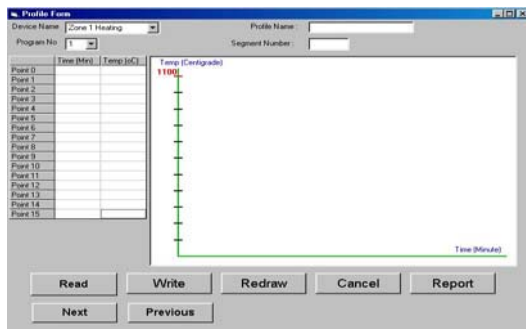 Profile Form
Device Name Zone 1 Heating Profile Name :
Program No 1 Segment Number :
Time (Min) Temp (oC)
Temp (Centigrade)
1100
Point 0
Point 1
Point 2
Point 3
Point 4
Point 5
Point 6
Point 7
Point 8
Point 9
Point 10
Point 11
Point 12
Point 13
Point 14
Point 15
Time (Minute)
Read Write Redraw Cancel Report
Next Previous